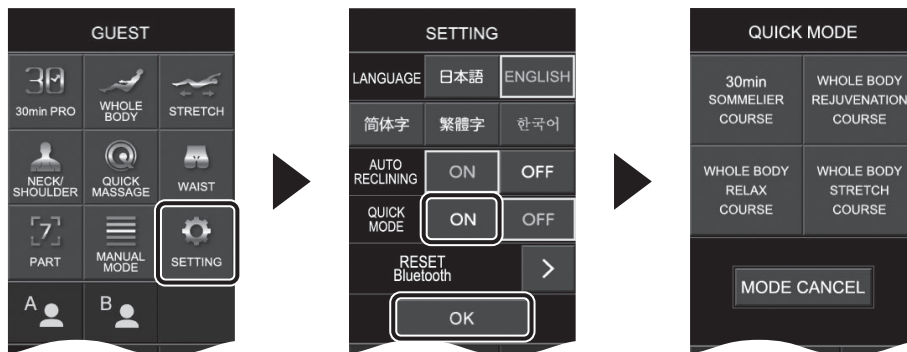 GUEST
30
30min PRO
WHOLE
BODY
STRETCH
NECK/
SHOULDER
QUICK
MASSAGE
WAIST
7
PART
MANUAL
MODE
SETTING
A
B
SETTING
LANGUAGE
日本語
ENGLISH
简体字
繁體字
한국어
AUTO
RECLINING
ON
OFF
QUICK
MODE
ON
OFF
RESET
Bluetooth
OK
QUICK MODE
30min
SOMMELIER
COURSE
WHOLE BODY
REJUVENATION
COURSE
WHOLE BODY
RELAX
COURSE
WHOLE BODY
STRETCH
COURSE
MODE CANCEL